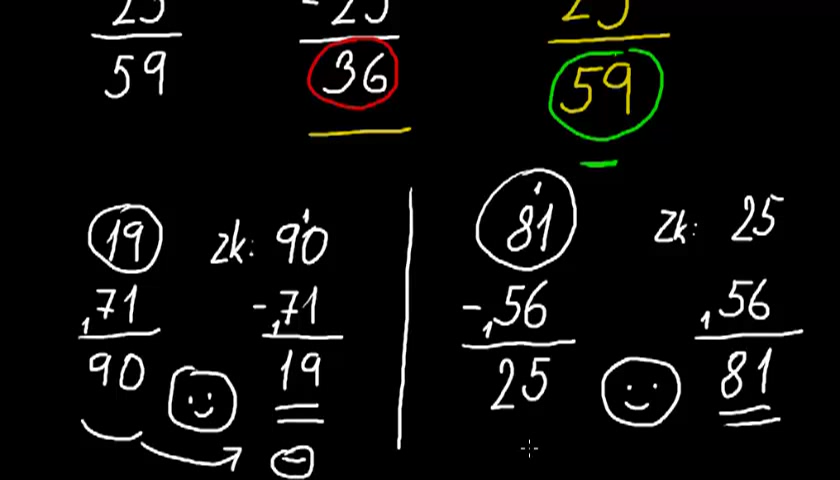 25 - 25 25
59 36 59
19 zk: 90 81 zk: 25
71 - 71 - 56 56
90 19 25 81